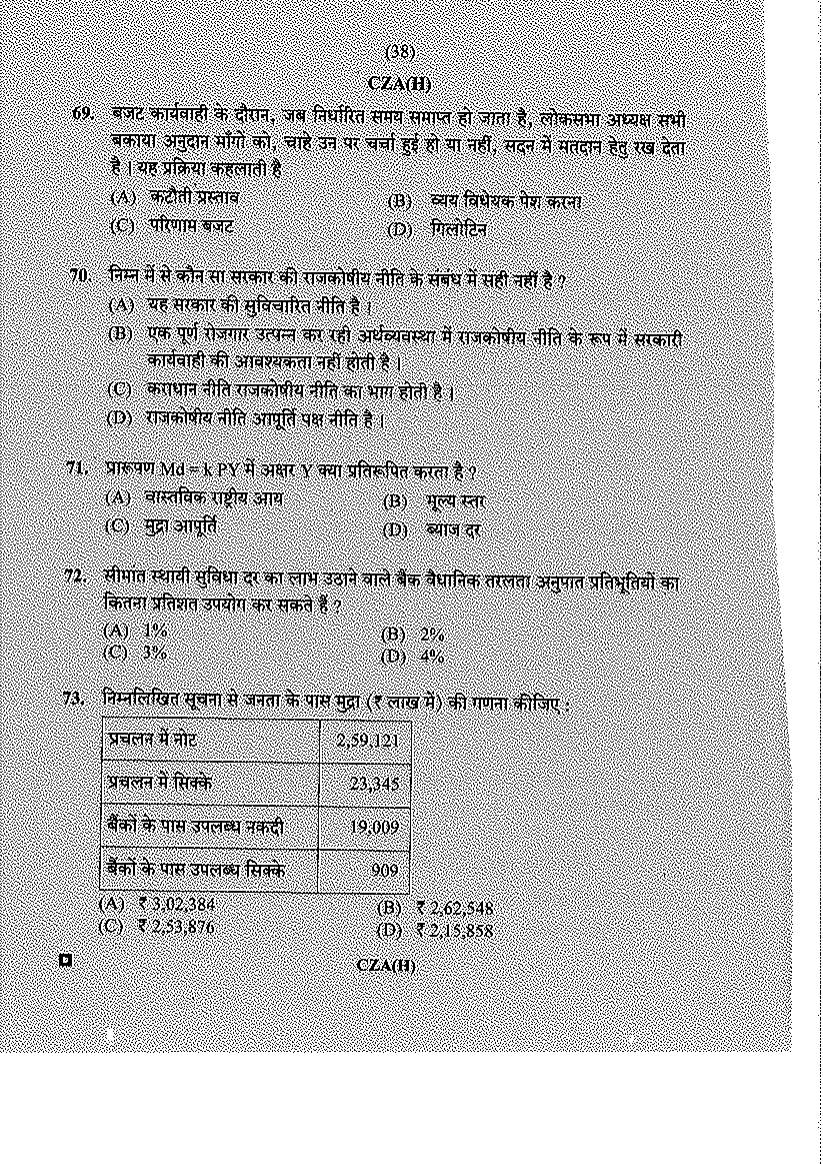 (38)
CZA(H)
69. बजट कार्यवाही के दौरान, जब निर्धारित समय समाप्त हो जाता है, लोकसभा अध्यक्ष सभी
बकाया अनुदान माँगो को, चाहे उन पर चर्चा हुई हो या नहीं, सदन में मतदान हेतु रख देता
है । यह प्रक्रिया कहलाती है
(A) कटौती प्रस्ताव (B) व्यय विधेयक पेश करना
(C) परिणाम बजट (D) गिलोटिन
70. निम्न में से कौन सा सरकार की राजकोषीय नीति के संबंध में सही नहीं है ?
(A) यह सरकार की सुविचारित नीति है ।
(B) एक पूर्ण रोजगार उत्पन्न कर रही अर्थव्यवस्था में राजकोषीय नीति के रूप में सरकारी
कार्यवाही की आवश्यकता नहीं होती है ।
(C) कराधान नीति राजकोषीय नीति का भाग होती है ।
(D) राजकोषीय नीति आपूर्ति पक्ष नीति है ।
71. प्रारूपण Md = k PY में अक्षर Y क्या प्रतिरूपित करता है ?
(A) वास्तविक राष्ट्रीय आय (B) मूल्य स्तर
(C) मुद्रा आपूर्ति (D) ब्याज दर
72. सीमांत स्थायी सुविधा दर का लाभ उठाने वाले बैंक वैधानिक तरलता अनुपात प्रतिभूतियों का
कितना प्रतिशत उपयोग कर सकते हैं ?
(A) 1% (B) 2%
(C) 3% (D) 4%
73. निम्नलिखित सूचना से जनता के पास मुद्रा (₹ लाख में) की गणना कीजिए :
प्रचलन में नोट 2,59,121
प्रचलन में सिक्के 23,345
बैंकों के पास उपलब्ध नकदी 19,009
बैंकों के पास उपलब्ध सिक्के 909
(A) ₹ 3,02,384 (B) ₹ 2,62,548
(C) ₹ 2,53,876 (D) ₹ 2,15,858
D CZA(H)